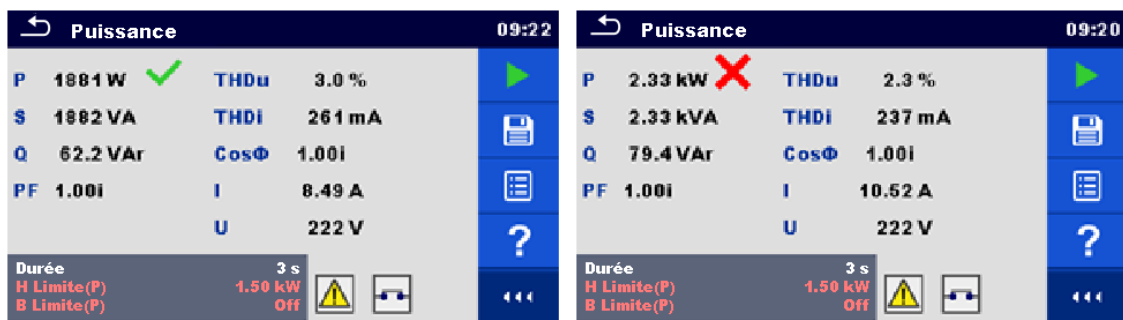 Puissance 09:22
P 1881 W THDu 3.0 %
S 1882 VA THDi 261 mA
Q 62.2 VAr CosΦ 1.00i
PF 1.00i I 8.49 A
U 222 V
Durée 3 s
H Limite(P) 1.50 kW
B Limite(P) Off
?
Puissance 09:20
P 2.33 kW THDu 2.3 %
S 2.33 kVA THDi 237 mA
Q 79.4 VAr CosΦ 1.00i
PF 1.00i I 10.52 A
U 222 V
Durée 3 s
H Limite(P) 1.50 kW
B Limite(P) Off
?